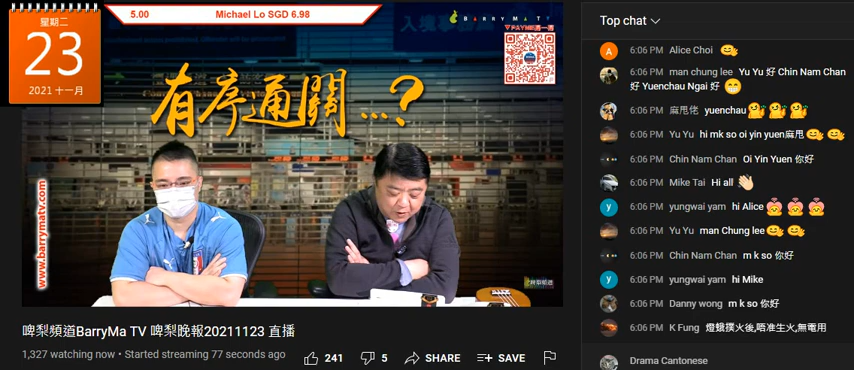 星期二
23
2021 十一月
5.00 Michael Lo SGD 6.98
BARRYMATV
PAYME

有序通關...?
www.barrymatv.com
啤梨頻道
啤梨頻道BarryMa TV 啤梨晚報20211123 直播
1,327 watching now • Started streaming 77 seconds ago
241
5
SHARE
SAVE
Top chat
A
6:06 PM Alice Choi
6:06 PM man chung lee Yu Yu 好 Chin Nam Chan
好 Yuenchau Ngai 好
6:06 PM 麻甩佬 yuenchau
6:06 PM Yu Yu hi mk so oi yin yuen麻甩
6:06 PM Chin Nam Chan Oi Yin Yuen 你好
6:06 PM Mike Tai Hi all
y
6:06 PM yungwai yam hi Alice
6:06 PM Yu Yu man Chung lee
6:06 PM Chin Nam Chan m k so 你好
y
6:06 PM yungwai yam hi Mike
6:06 PM Danny wong m k so 你好
6:06 PM K Fung 燈蛾撲火後,唔准生火,無電用
Drama Cantonese